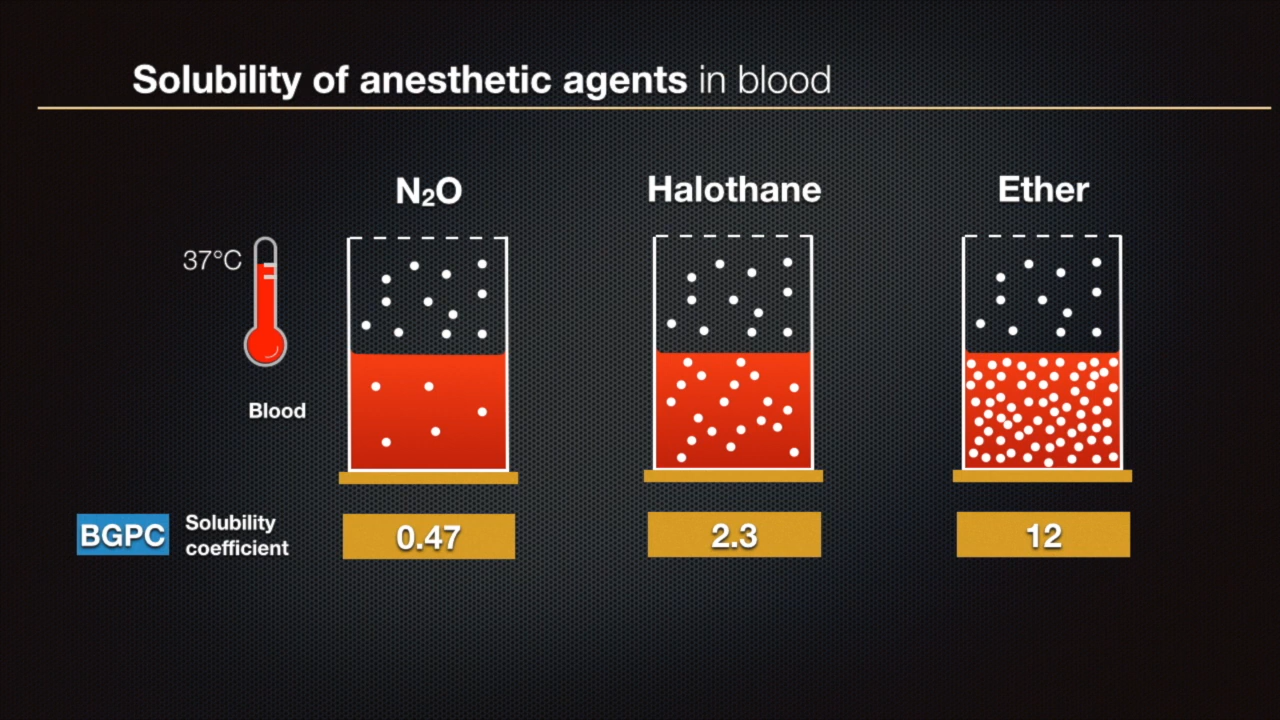 Solubility of anesthetic agents in blood
N₂O
Halothane
Ether
37°C
Blood
BGPC
Solubility
coefficient
0.47
2.3
12